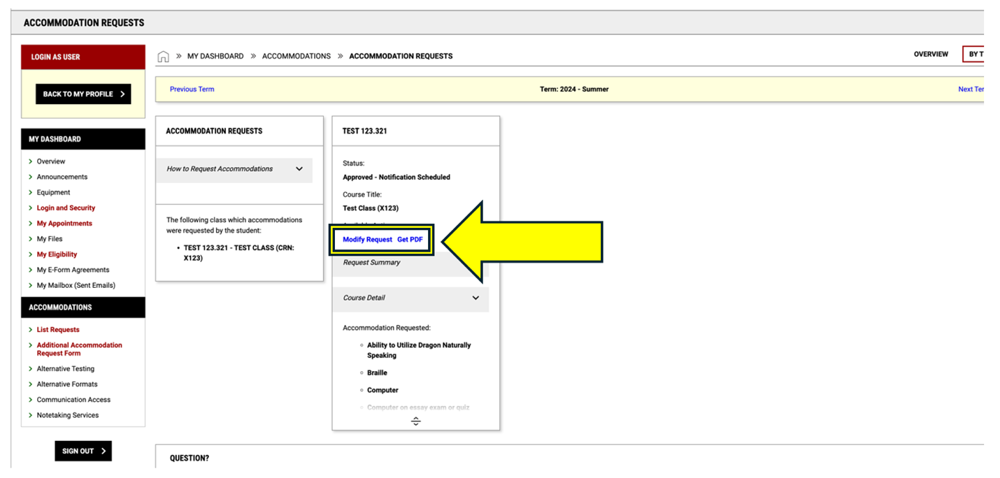 ACCOMMODATION REQUESTS
LOGIN AS USER
BACK TO MY PROFILE
MY DASHBOARD
Overview
Announcements
Equipment
Login and Security
My Appointments
My Files
My Eligibility
My E-Form Agreements
My Mailbox (Sent Emails)
ACCOMMODATIONS
List Requests
Additional Accommodation
Request Form
Alternative Testing
Alternative Formats
Communication Access
Notetaking Services
SIGN OUT
» MY DASHBOARD » ACCOMMODATIONS » ACCOMMODATION REQUESTS
OVERVIEW BY T
Previous Term Term: 2024 - Summer Next Ter
ACCOMMODATION REQUESTS
How to Request Accommodations
The following class which accommodations
were requested by the student:
• TEST 123.321 - TEST CLASS (CRN:
X123)
TEST 123.321
Status:
Approved - Notification Scheduled
Course Title:
Test Class (X123)
Modify Request Get PDF
Request Summary
Course Detail
Accommodation Requested:
Ability to Utilize Dragon Naturally
Speaking
Braille
Computer
Computer on essay exam or quiz
QUESTION?